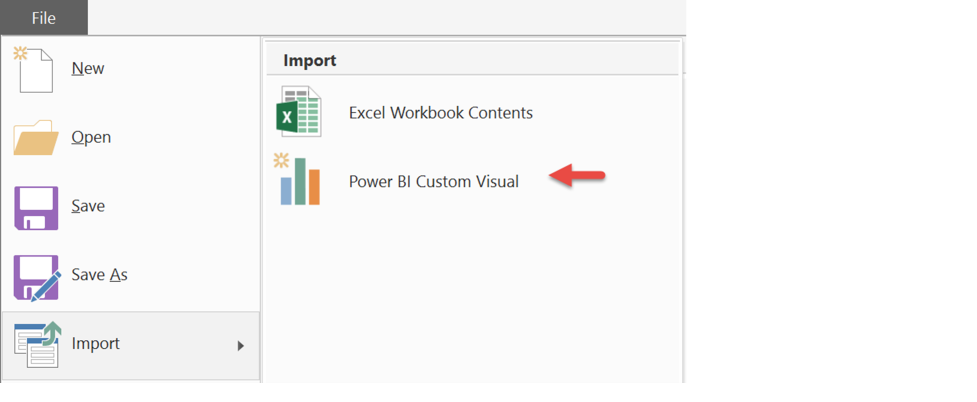 File
New
Open
Save
Save As
Import
Import
Excel Workbook Contents
Power BI Custom Visual